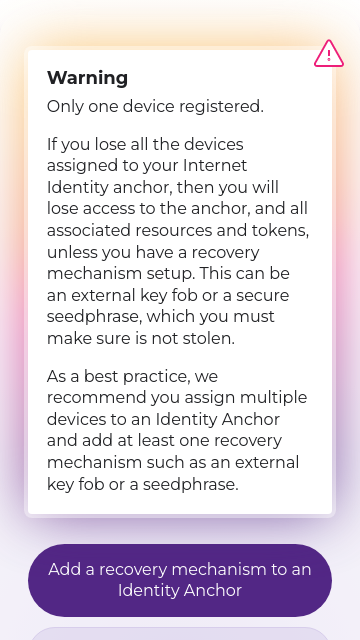 Warning
Only one device registered.
If you lose all the devices
assigned to your Internet
Identity anchor, then you will
lose access to the anchor, and all
associated resources and tokens,
unless you have a recovery
mechanism setup. This can be
an external key fob or a secure
seedphrase, which you must
make sure is not stolen.
As a best practice, we
recommend you assign multiple
devices to an Identity Anchor
and add at least one recovery
mechanism such as an external
key fob or a seedphrase.
Add a recovery mechanism to an
Identity Anchor